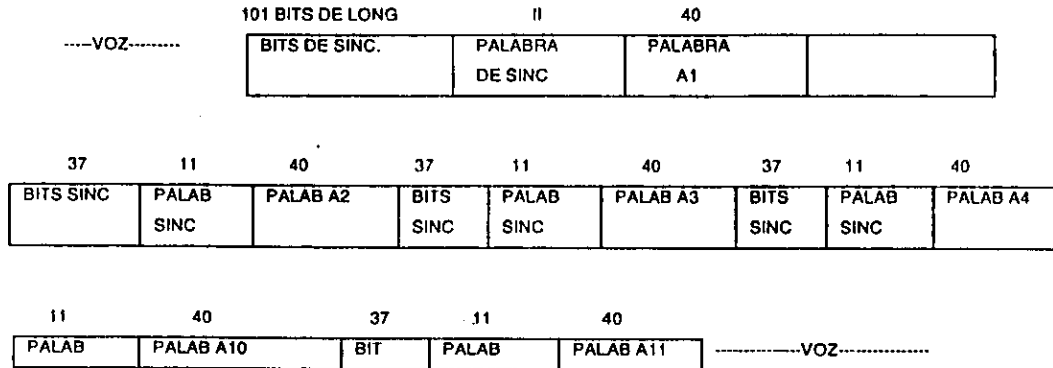 101 BITS DE LONG II 40
-----VOZ---------
BITS DE SINC. PALABRA PALABRA
DE SINC A1
37 11 40 37 11 40 37 11 40
BITS SINC PALAB PALAB A2 BITS PALAB PALAB A3 BITS PALAB PALAB A4
SINC SINC SINC SINC SINC
11 40 37 11 40
PALAB PALAB A10 BIT PALAB PALAB A11 ------------VOZ---------------